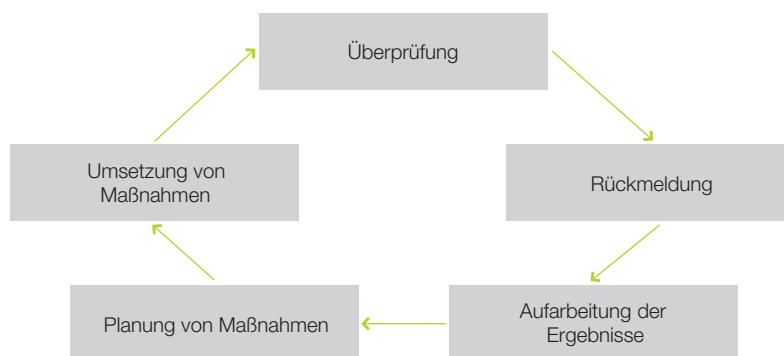 Überprüfung
Rückmeldung
Aufarbeitung der
Ergebnisse
Planung von Maßnahmen
Umsetzung von
Maßnahmen